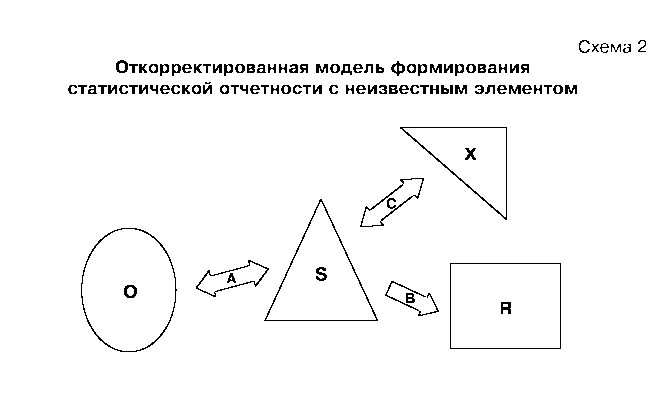 Схема 2
Откорректированная модель формирования
статистической отчетности с неизвестным элементом
X
C
S
A
O
B
R